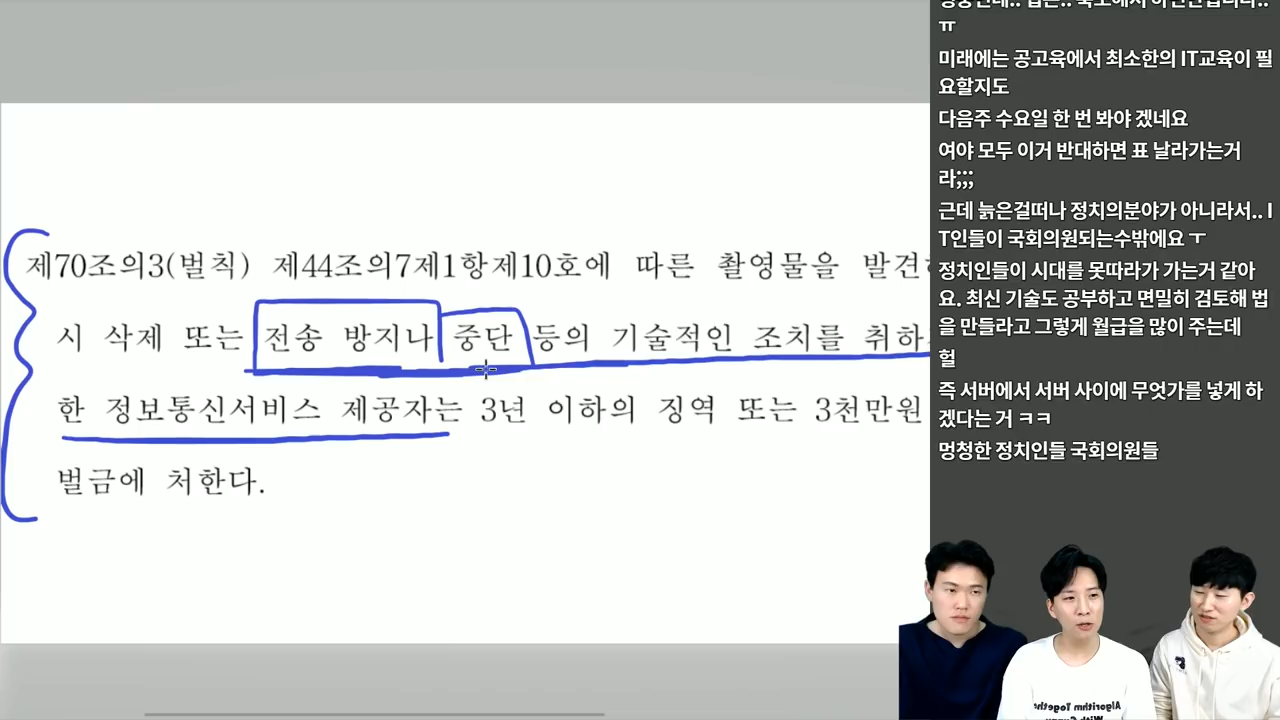 제70조의3(벌칙) 제44조의7제1항제10호에 따른 촬영물을
시 삭제 또는 전송 방지나 중단 등의 기술적인 조치를 취하
한 정보통신서비스 제공자는 3년 이하의 징역 또는 3천만원
벌금에 처한다.
ㅠ
미래에는 공고육에서 최소한의 IT교육이 필
요할지도
다음주 수요일 한 번 봐야 겠네요
여야 모두 이거 반대하면 표 날라가는거
라;;;
근데 늙은걸떠나 정치의분야가 아니라서.. I
T인들이 국회의원되는수밖에요 ㅜ
정치인들이 시대를 못따라가 가는거 같아
요. 최신 기술도 공부하고 면밀히 검토해 법
을 만들라고 그렇게 월급을 많이 주는데
헐
즉 서버에서 서버 사이에 무엇가를 넣게 하
겠다는 거 ㅋㅋ
멍청한 정치인들 국회의원들
Algorithm Togethe
With